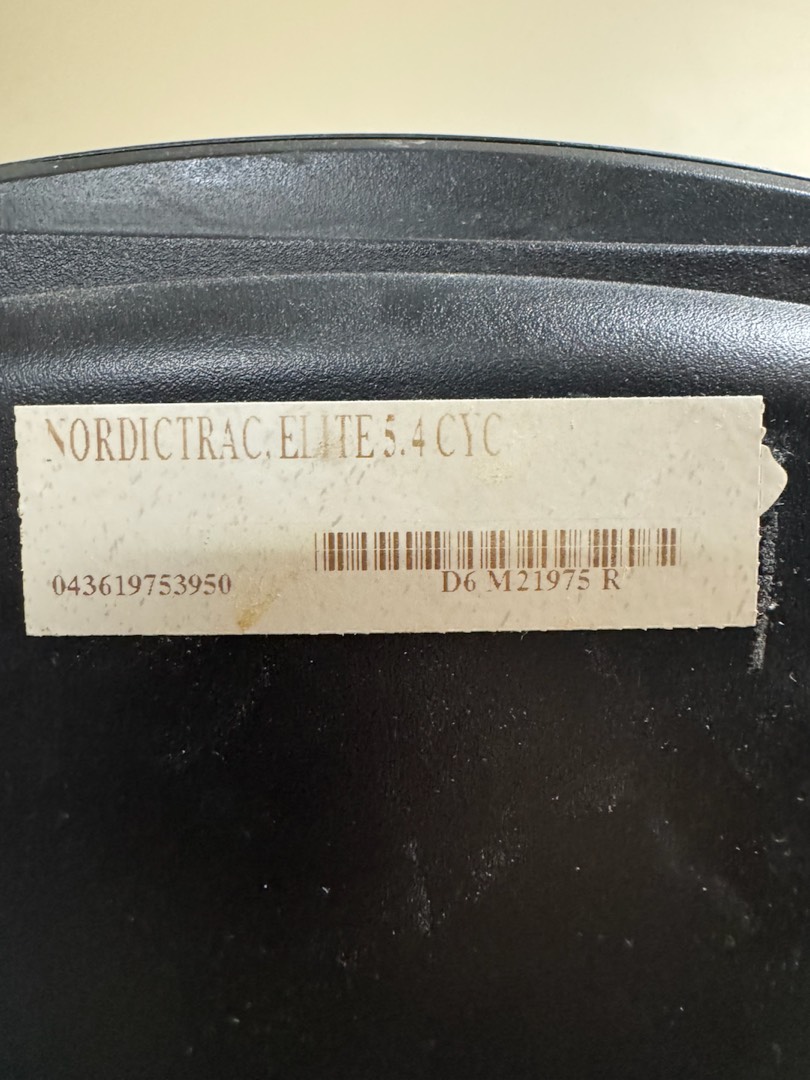 NORDICTRAC, ELITE 5.4 CYC
043619753950
D6 M21975 R